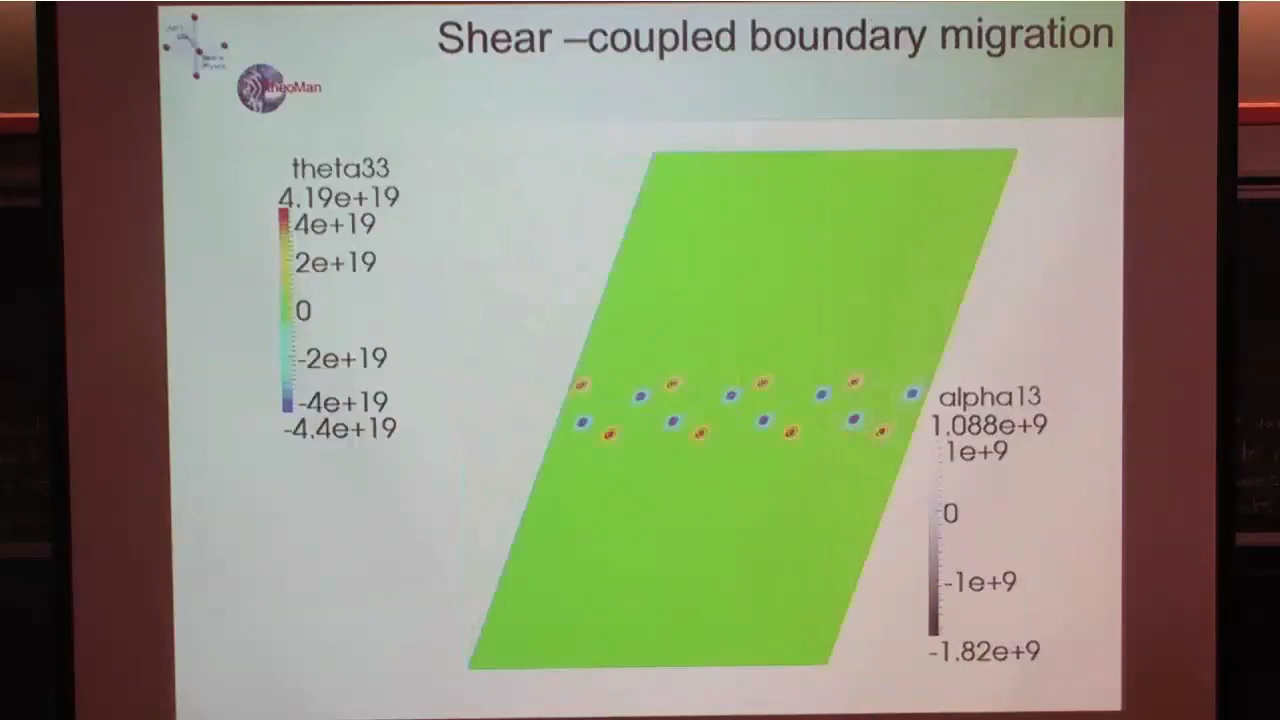 Shear –coupled boundary migration
theoMan
theta33
4.19e+19
4e+19
2e+19
0
-2e+19
-4e+19
-4.4e+19
alpha13
1.088e+9
1e+9
0
-1e+9
-1.82e+9